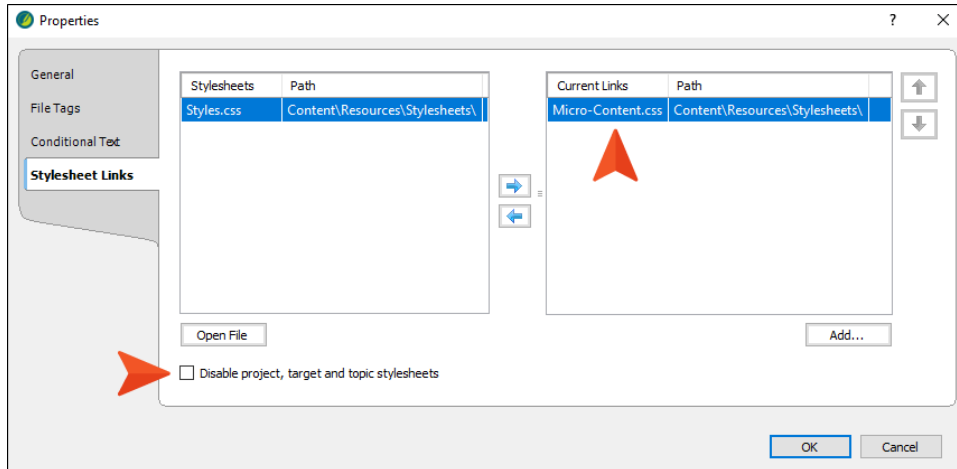 Properties
?
General
File Tags
Conditional Text
Stylesheet Links
Stylesheets Path
Styles.css Content\Resources\Stylesheets\
Current Links Path
Micro-Content.css Content\Resources\Stylesheets\
Open File
Add...
Disable project, target and topic stylesheets
OK Cancel